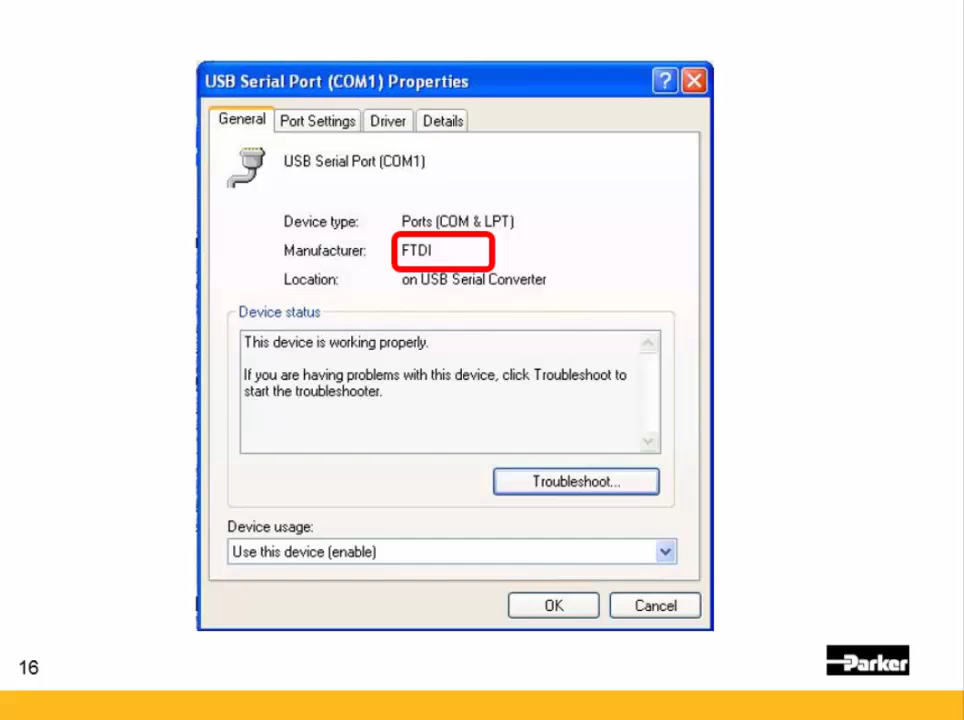 USB Serial Port (COM1) Properties
General Port Settings Driver Details
USB Serial Port (COM1)
Device type: Ports (COM & LPT)
Manufacturer: FTDI
Location: on USB Serial Converter
Device status
This device is working properly.
If you are having problems with this device, click Troubleshoot to
start the troubleshooter.
Troubleshoot...
Device usage:
Use this device (enable)
OK Cancel
16
Parker